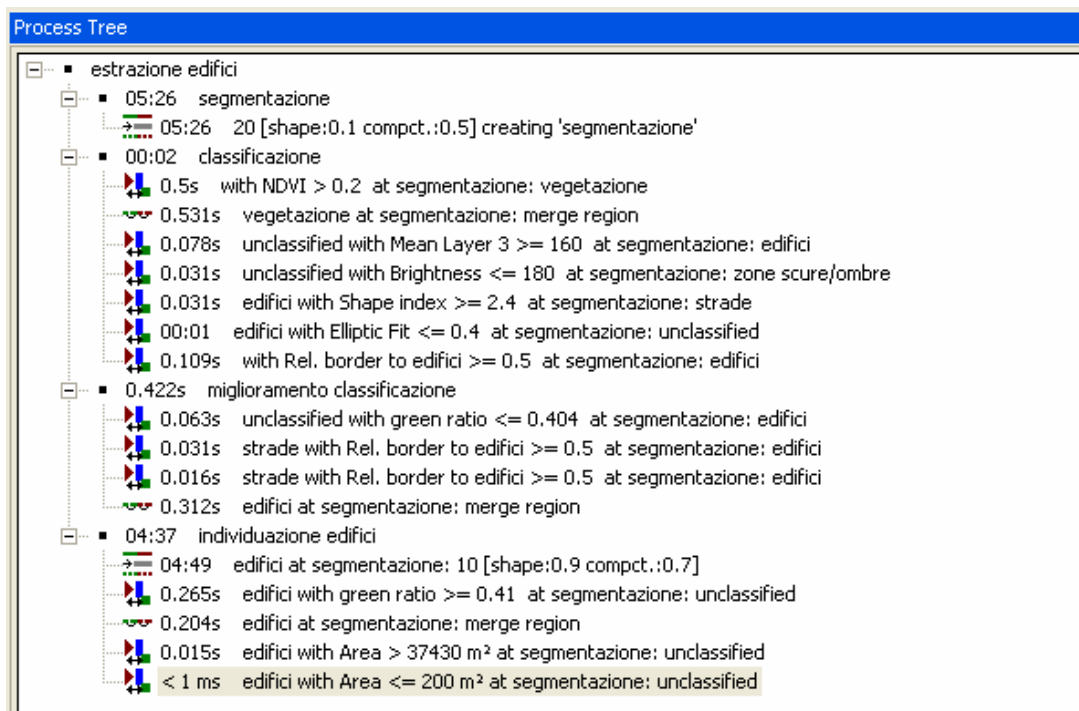 Process Tree
estrazione edifici
05:26 segmentazione
05:26 20 [shape:0.1 compct.:0.5] creating 'segmentazione'
00:02 classificazione
0.5s with NDVI > 0.2 at segmentazione: vegetazione
0.531s vegetazione at segmentazione: merge region
0.078s unclassified with Mean Layer 3 >= 160 at segmentazione: edifici
0.031s unclassified with Brightness <= 180 at segmentazione: zone scure/ombre
0.031s edifici with Shape index >= 2.4 at segmentazione: strade
00:01 edifici with Elliptic Fit <= 0.4 at segmentazione: unclassified
0.109s with Rel. border to edifici >= 0.5 at segmentazione: edifici
0.422s miglioramento classificazione
0.063s unclassified with green ratio <= 0.404 at segmentazione: edifici
0.031s strade with Rel. border to edifici >= 0.5 at segmentazione: edifici
0.016s strade with Rel. border to edifici >= 0.5 at segmentazione: edifici
0.312s edifici at segmentazione: merge region
04:37 individuazione edifici
04:49 edifici at segmentazione: 10 [shape:0.9 compct.:0.7]
0.265s edifici with green ratio >= 0.41 at segmentazione: unclassified
0.204s edifici at segmentazione: merge region
0.015s edifici with Area > 37430 m² at segmentazione: unclassified
< 1 ms edifici with Area <= 200 m² at segmentazione: unclassified